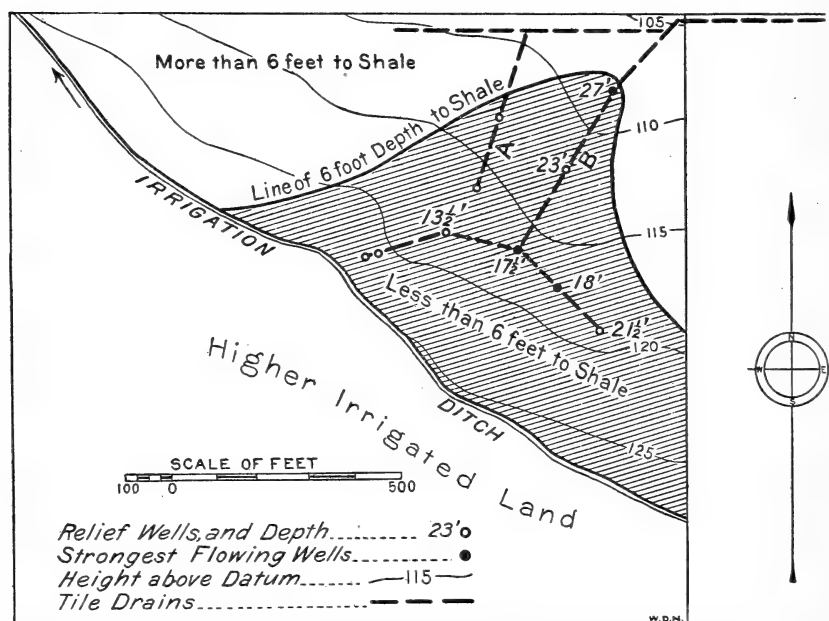 105
More than 6 feet to Shale
27'
Line of 6 foot Depth to Shale
110
A
23'
B
IRRIGATION
13½'
115
17½'
18'
Less than 6 feet to Shale
21½'
120
N
W E
S
Higher Irrigated Land
DITCH
125
SCALE OF FEET
100 0 500
Relief Wells, and Depth 23'
Strongest Flowing Wells
Height above Datum 115
Tile Drains
W.D.N.